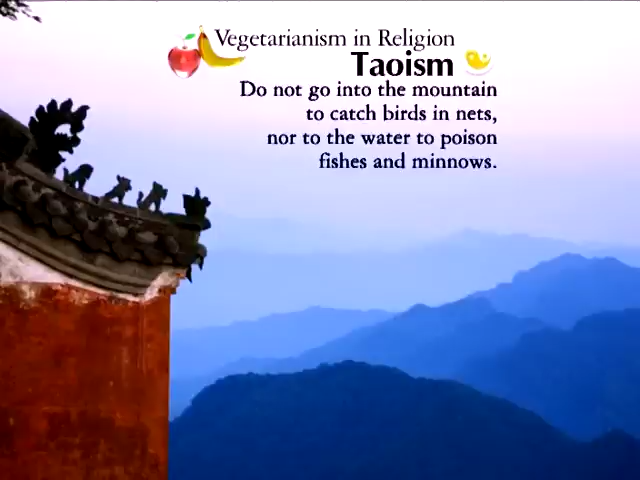 Vegetarianism in Religion
Taoism
Do not go into the mountain
to catch birds in nets,
nor to the water to poison
fishes and minnows.